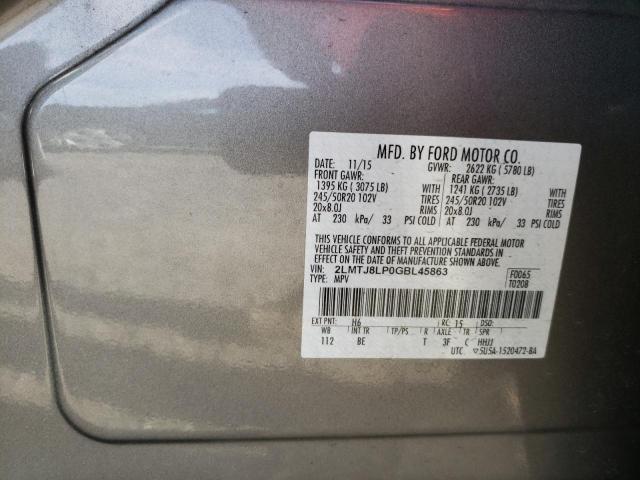 MFD. BY FORD MOTOR CO.
DATE: 11/15 GVWR: 2622 KG ( 5780 LB)
FRONT GAWR: REAR GAWR:
1395 KG ( 3075 LB) WITH 1241 KG ( 2735 LB) WITH
245/50R20 102V TIRES 245/50R20 102V TIRES
20x8.0J RIMS 20x8.0J RIMS
AT 230 kPa/ 33 PSI COLD AT 230 kPa/ 33 PSI COLD
THIS VEHICLE CONFORMS TO ALL APPLICABLE FEDERAL MOTOR
VEHICLE SAFETY AND THEFT PREVENTION STANDARDS IN EFFECT
ON THE DATE OF MANUFACTURE SHOWN ABOVE.
VIN: 2LMTJ8LP0GBL45863 F0065
TYPE: MPV T0208
EXT PNT: H6 RC: 15 DSO:
WB INT TR TP/PS R AXLE TR SPR
112 BE T 3F C HHJJ
UTC 5U5A-1520472-BA